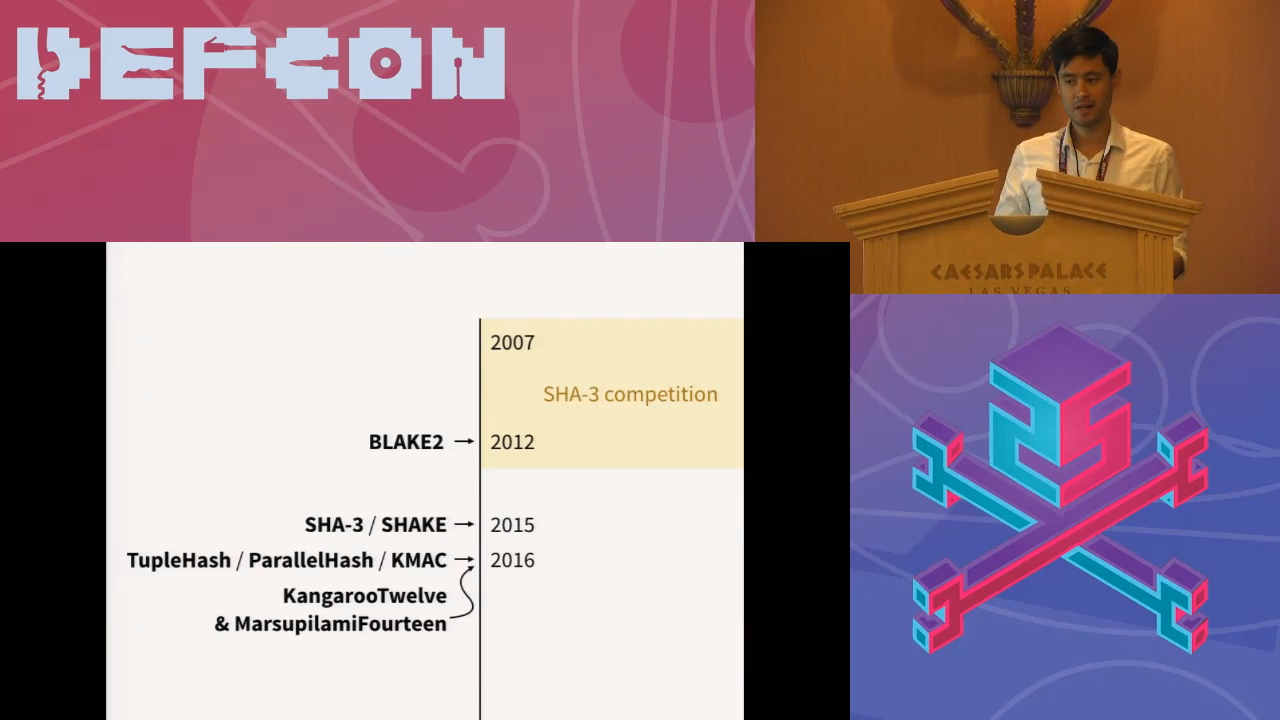 DEFCON
CAESARS PALACE
LAS VEGAS
2007
SHA-3 competition
BLAKE2 → 2012
SHA-3 / SHAKE → 2015
TupleHash / ParallelHash / KMAC → 2016
KangarooTwelve
& MarsupilamiFourteen
25